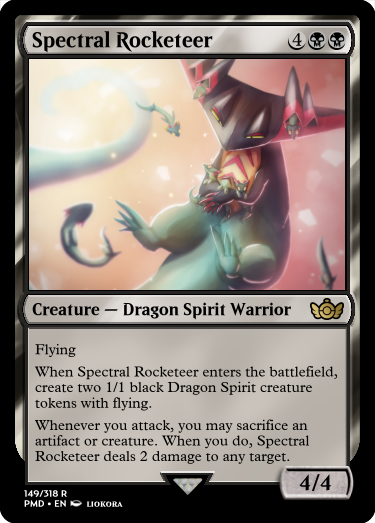 Spectral Rocketeer 4
Creature — Dragon Spirit Warrior
Flying
When Spectral Rocketeer enters the battlefield,
create two 1/1 black Dragon Spirit creature
tokens with flying.
Whenever you attack, you may sacrifice an
artifact or creature. When you do, Spectral
Rocketeer deals 2 damage to any target.
4/4
149/318 R
PMD • EN LIOKORA